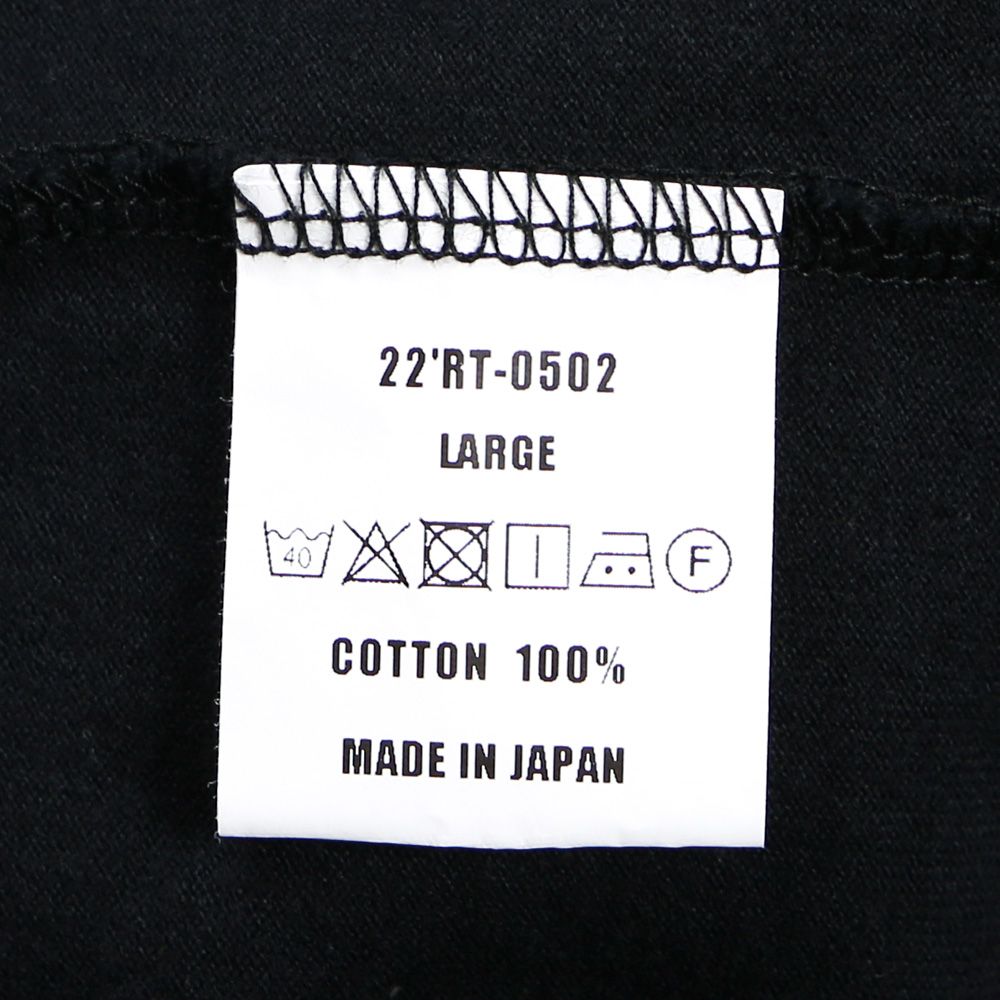 22'RT-0502
LARGE
40 F
COTTON 100%
MADE IN JAPAN